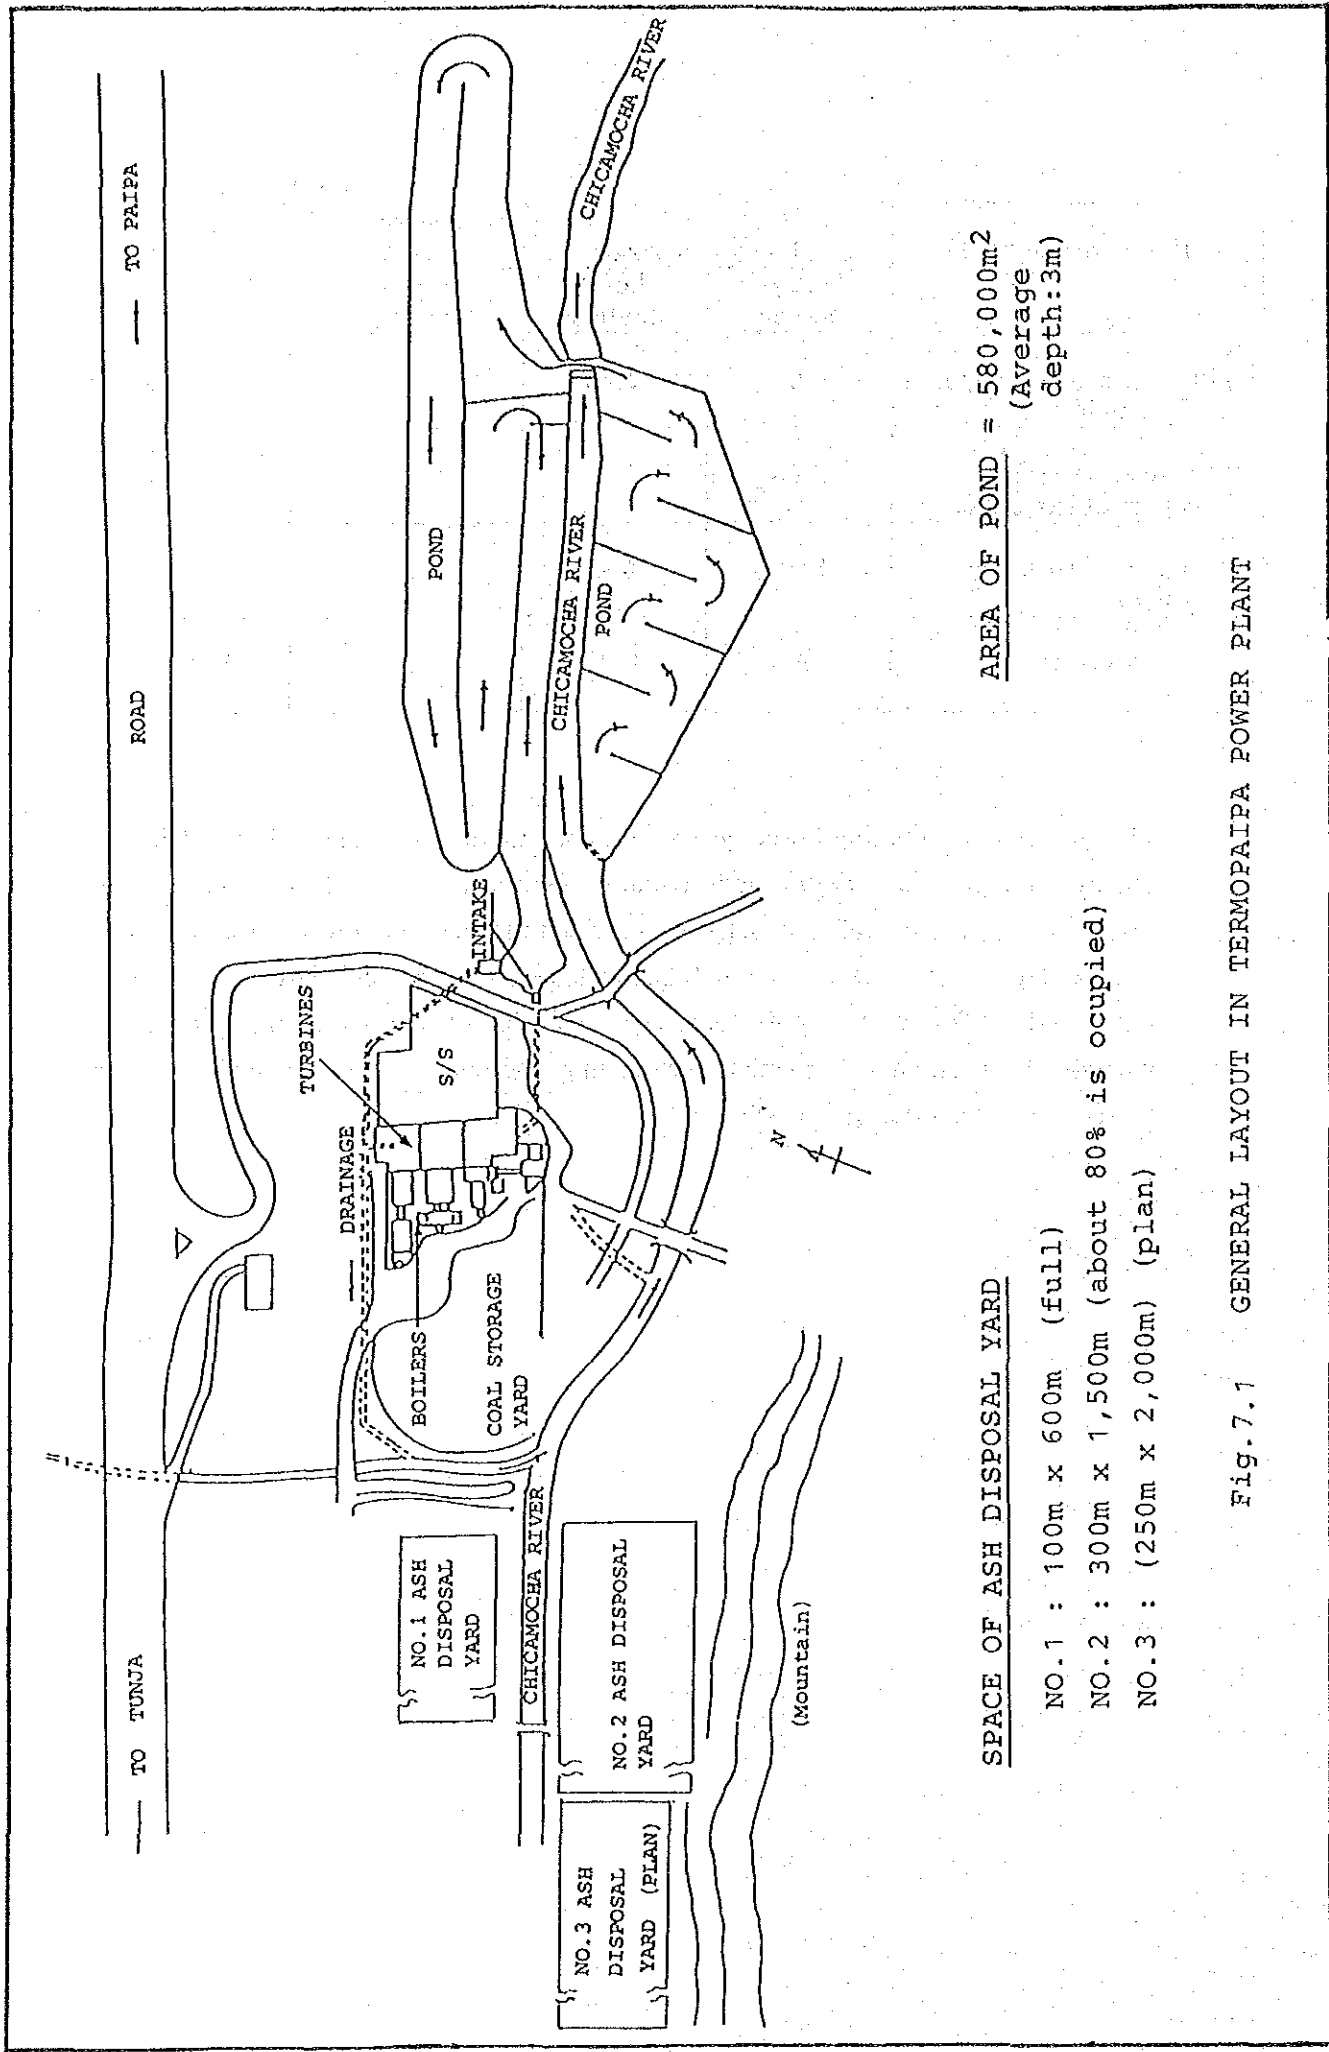 TO TUNJA
ROAD
TO PAIPA
TURBINES
DRAINAGE
S/S
INTAKE
BOILERS
COAL STORAGE
YARD
POND
CHICAMOCHA RIVER
CHICAMOCHA RIVER
POND
NO.1 ASH
DISPOSAL
YARD
CHICAMOCHA RIVER
NO.2 ASH DISPOSAL
YARD
NO.3 ASH
DISPOSAL
YARD (PLAN)
(Mountain)
N
SPACE OF ASH DISPOSAL YARD
NO.1 : 100m x 600m (full)
NO.2 : 300m x 1,500m (about 80% is ocupied)
NO.3 : (250m x 2,000m) (plan)
AREA OF POND = 580,000m²
(Average
depth:3m)
Fig.7.1 GENERAL LAYOUT IN TERMOPAIPA POWER PLANT